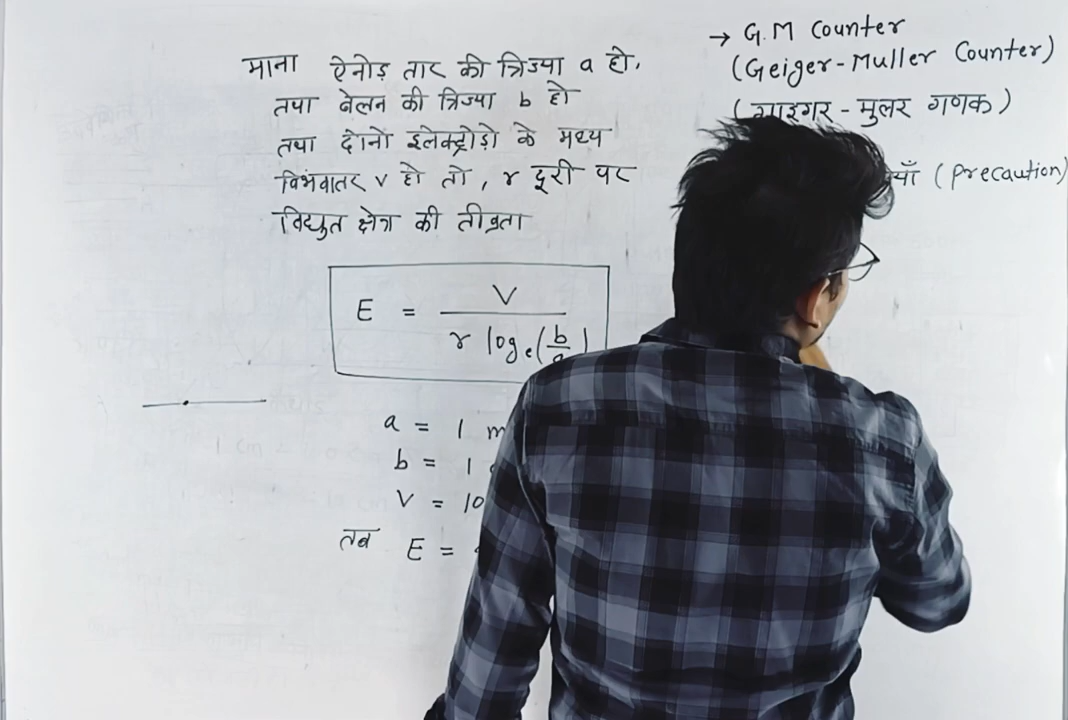 माना ऐनोड़ तार की त्रिज्या a हो,
तथा बेलन की त्रिज्या b हो
तथा दोनो इलेक्ट्रोड़ो के मध्य
विभवातर V हो तो, r दूरी पर
विद्युत क्षेत्र की तीव्रता
E = V / r logₑ(b/a)
a = 1 m
b = 1
V = 10
तब E =
→ G.M Counter
(Geiger-Muller Counter)
(गाइगर-मुलर गणक)
(Precaution)